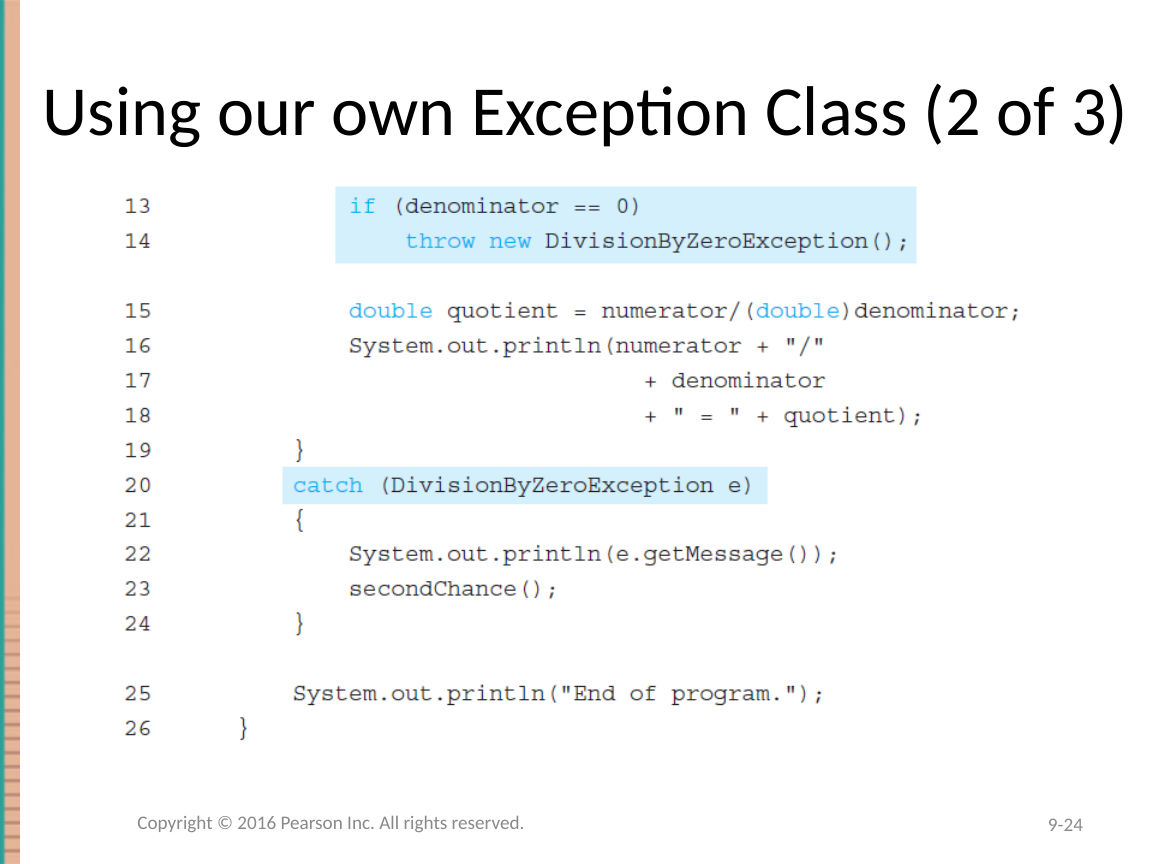 Using our own Exception Class (2 of 3)
13 if (denominator == 0)
14 throw new DivisionByZeroException();
15 double quotient = numerator/(double)denominator;
16 System.out.println(numerator + "/"
17 + denominator
18 + " = " + quotient);
19 }
20 catch (DivisionByZeroException e)
21 {
22 System.out.println(e.getMessage());
23 secondChance();
24 }
25 System.out.println("End of program.");
26 }
Copyright © 2016 Pearson Inc. All rights reserved.
9-24